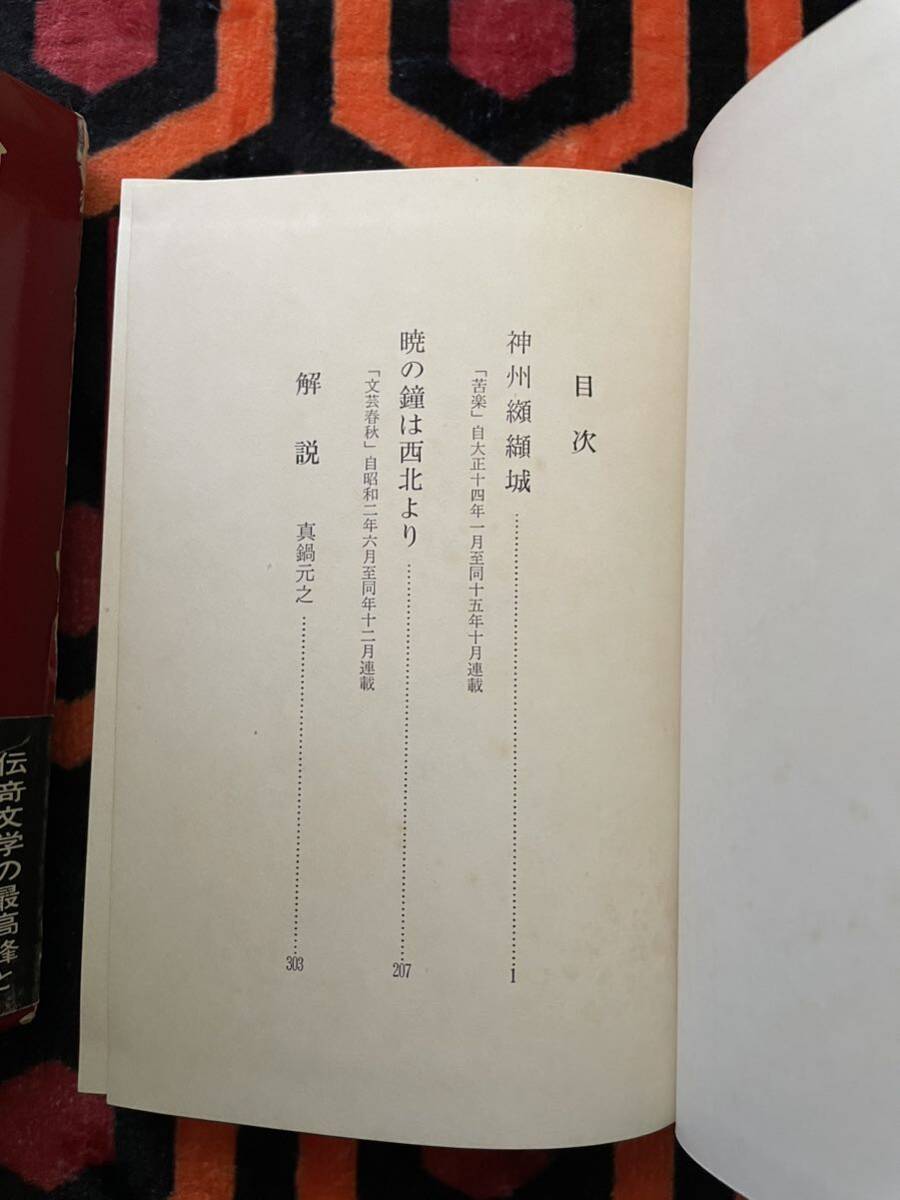 目次
神州纐纈城……1
「苦楽」自大正十四年一月至同十五年十月連載
暁の鐘は西北より……207
「文芸春秋」自昭和二年六月至同年十二月連載
解説 真鍋元之……303
伝奇文学の最高峰と